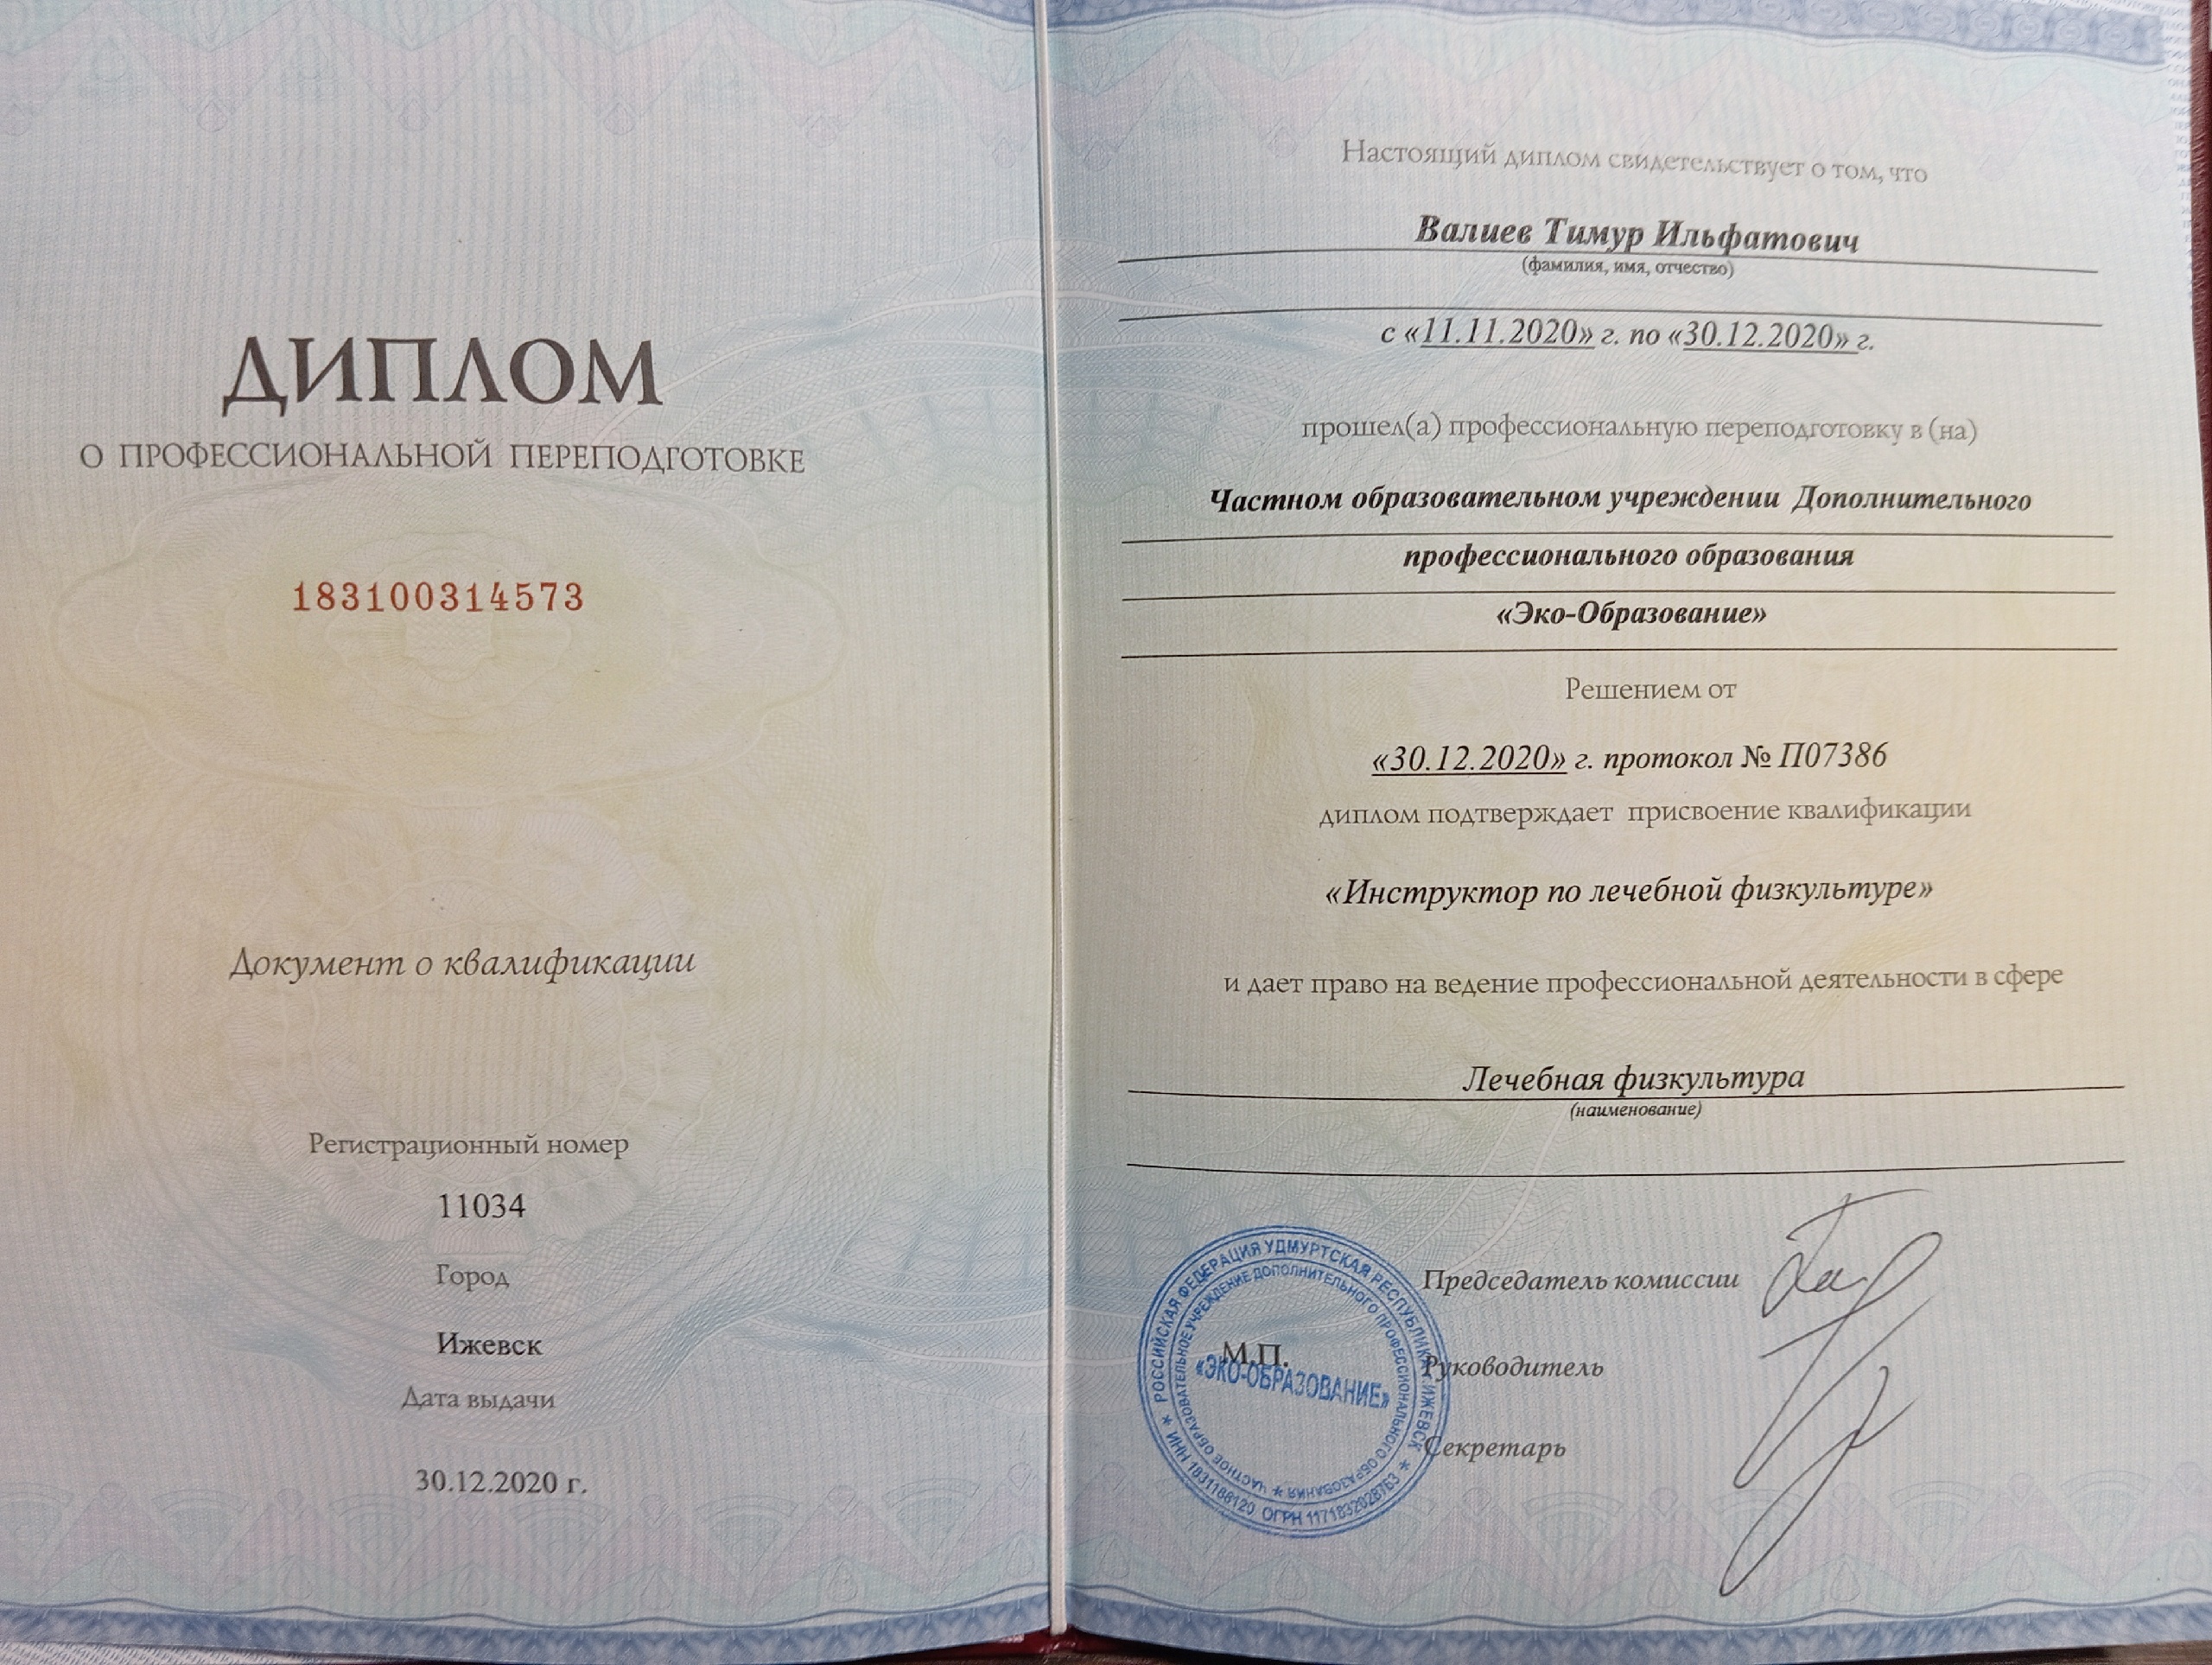 ДИПЛОМ
О ПРОФЕССИОНАЛЬНОЙ ПЕРЕПОДГОТОВКЕ
183100314573
Документ о квалификации
Регистрационный номер
11034
Город
Ижевск
Дата выдачи
30.12.2020 г.
Настоящий диплом свидетельствует о том, что
Валиев Тимур Ильфатович
(фамилия, имя, отчество)
с «11.11.2020» г. по «30.12.2020» г.
прошел(а) профессиональную переподготовку в (на)
Частном образовательном учреждении Дополнительного
профессионального образования
«Эко-Образование»
Решением от
«30.12.2020» г. протокол № П07386
диплом подтверждает присвоение квалификации
«Инструктор по лечебной физкультуре»
и дает право на ведение профессиональной деятельности в сфере
Лечебная физкультура
(наименование)
Председатель комиссии
М.П.
Руководитель
Секретарь
РОССИЙСКАЯ ФЕДЕРАЦИЯ УДМУРТСКАЯ РЕСПУБЛИКА Г.ИЖЕВСК
ИНН 1831188120 ОГРН 1171832028763
ЧАСТНОЕ ОБРАЗОВАТЕЛЬНОЕ УЧРЕЖДЕНИЕ ДОПОЛНИТЕЛЬНОГО ПРОФЕССИОНАЛЬНОГО ОБРАЗОВАНИЯ
«ЭКО-ОБРАЗОВАНИЕ»